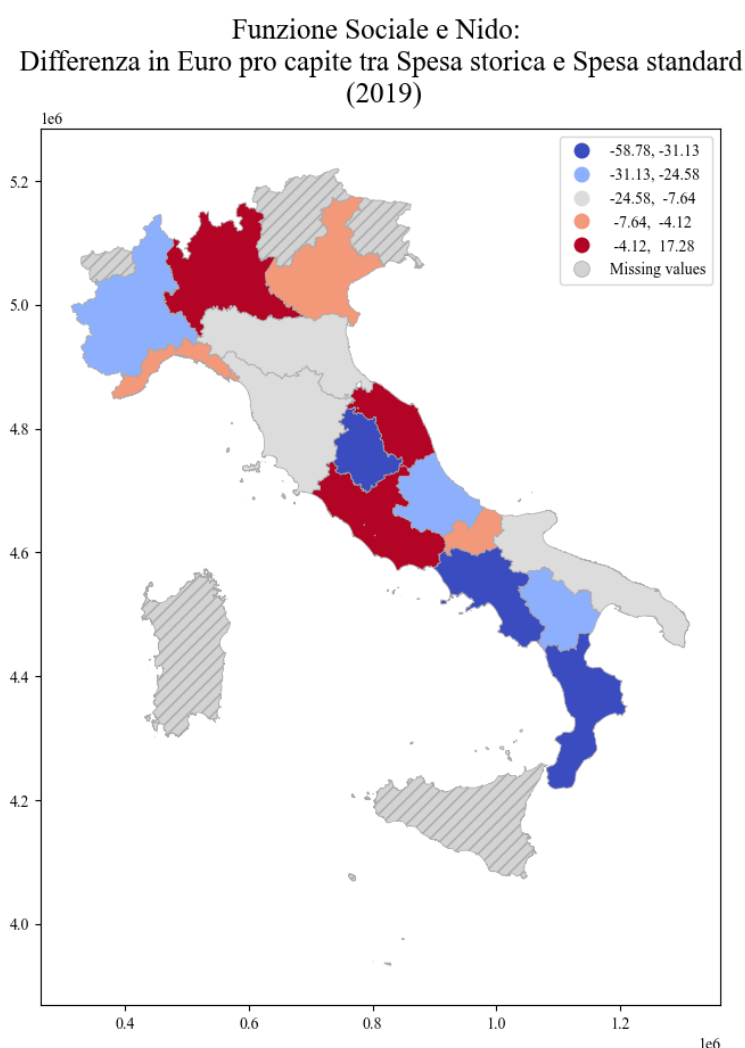 Funzione Sociale e Nido:
Differenza in Euro pro capite tra Spesa storica e Spesa standard
(2019)
1e6
-58.78, -31.13
-31.13, -24.58
-24.58, -7.64
-7.64, -4.12
-4.12, 17.28
Missing values
5.2
5.0
4.8
4.6
4.4
4.2
4.0
0.4 0.6 0.8 1.0 1.2
1e6